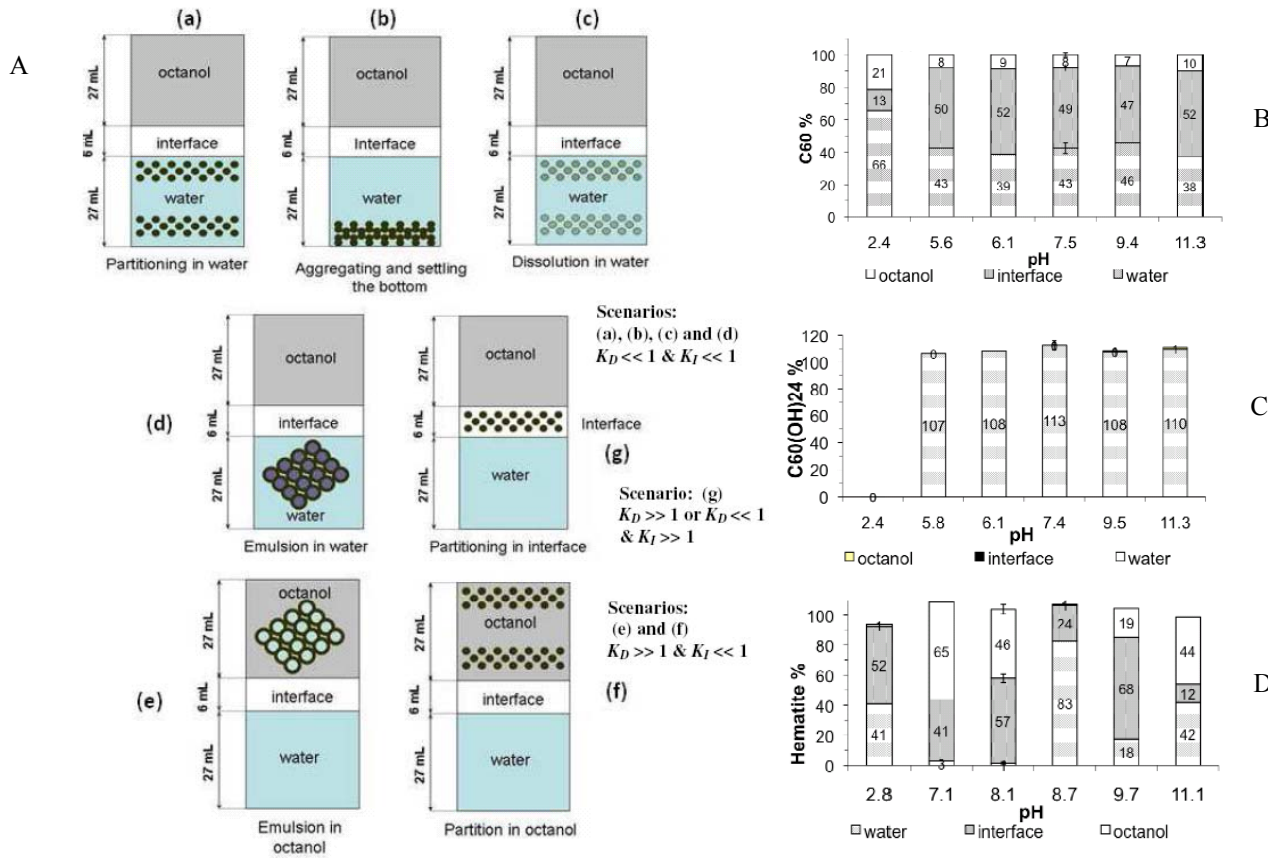 A
(a)
(b)
(c)
27 mL
6 mL
27 mL
octanol
interface
water
Partitioning in water
27 mL
6 mL
27 mL
octanol
Interface
water
Aggregating and settling
the bottom
27 mL
6 mL
27 mL
octanol
interface
water
Dissolution in water
(d)
27 mL
6 mL
27 mL
octanol
interface
water
Emulsion in water
27 mL
6 mL
27 mL
octanol
Interface
water
Partitioning in interface
(g)
Scenarios:
(a), (b), (c) and (d)
K_D << 1 & K_I << 1
Scenario: (g)
K_D >> 1 or K_D << 1
& K_I >> 1
(e)
27 mL
6 mL
27 mL
octanol
interface
water
Emulsion in
octanol
27 mL
6 mL
27 mL
octanol
interface
water
Partition in octanol
(f)
Scenarios:
(e) and (f)
K_D >> 1 & K_I << 1
B
C60 %
100
80
60
40
20
0
21 8 9 8 7 10
13 50 52 49 47 52
66 43 39 43 46 38
2.4 5.6 6.1 7.5 9.4 11.3
pH
octanol interface water
C
C60(OH)24 %
120
100
80
60
40
20
0
0 0 1
0 107 108 113 108 110
2.4 5.8 6.1 7.4 9.5 11.3
pH
octanol interface water
D
Hematite %
100
80
60
40
20
0
1 65 46 1 19 44
52 41 57 24 68 12
41 3 83 18 42
2.8 7.1 8.1 8.7 9.7 11.1
pH
water interface octanol